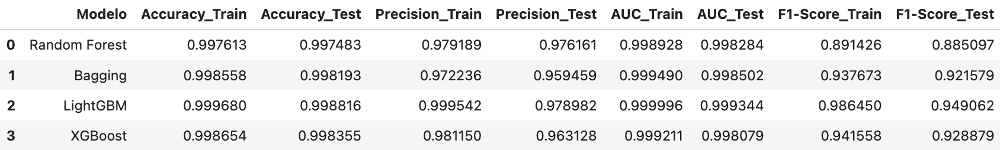 Modelo Accuracy_Train Accuracy_Test Precision_Train Precision_Test AUC_Train AUC_Test F1-Score_Train F1-Score_Test
0 Random Forest 0.997613 0.997483 0.979189 0.976161 0.998928 0.998284 0.891426 0.885097
1 Bagging 0.998558 0.998193 0.972236 0.959459 0.999490 0.998502 0.937673 0.921579
2 LightGBM 0.999680 0.998816 0.999542 0.978982 0.999996 0.999344 0.986450 0.949062
3 XGBoost 0.998654 0.998355 0.981150 0.963128 0.999211 0.998079 0.941558 0.928879